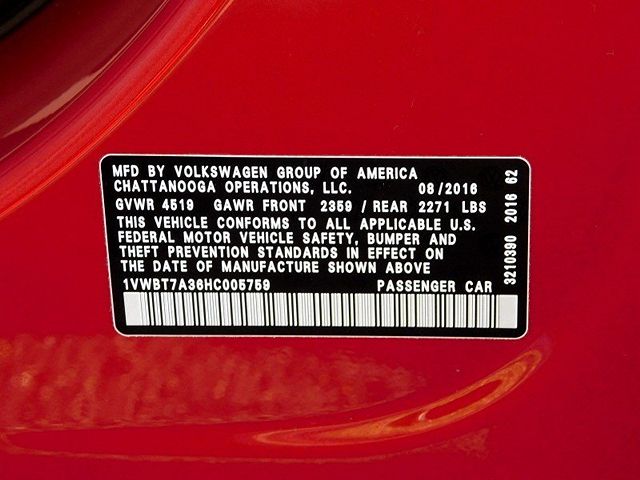 MFD BY VOLKSWAGEN GROUP OF AMERICA
CHATTANOOGA OPERATIONS, LLC. 08/2016
GVWR 4519 GAWR FRONT 2359 / REAR 2271 LBS
THIS VEHICLE CONFORMS TO ALL APPLICABLE U.S.
FEDERAL MOTOR VEHICLE SAFETY, BUMPER AND
THEFT PREVENTION STANDARDS IN EFFECT ON
THE DATE OF MANUFACTURE SHOWN ABOVE
1VWBT7A36HC005759 PASSENGER CAR
3210390 2016 62